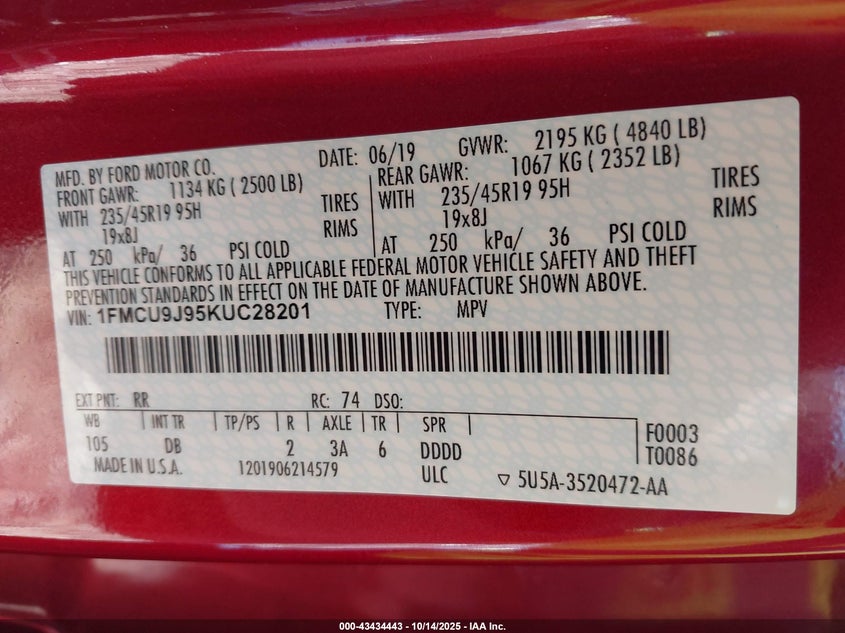 MFD. BY FORD MOTOR CO. DATE: 06/19 GVWR: 2195 KG ( 4840 LB)
FRONT GAWR: 1134 KG ( 2500 LB) REAR GAWR: 1067 KG ( 2352 LB)
WITH 235/45R19 95H TIRES WITH 235/45R19 95H TIRES
19x8J RIMS 19x8J RIMS
AT 250 kPa/ 36 PSI COLD AT 250 kPa/ 36 PSI COLD
THIS VEHICLE CONFORMS TO ALL APPLICABLE FEDERAL MOTOR VEHICLE SAFETY AND THEFT
PREVENTION STANDARDS IN EFFECT ON THE DATE OF MANUFACTURE SHOWN ABOVE.
VIN: 1FMCU9J95KUC28201 TYPE: MPV
EXT PNT: RR RC: 74 DSO:
WB INT TR TP/PS R AXLE TR SPR F0003
105 DB 2 3A 6 DDDD T0086
MADE IN U.S.A. 1201906214579 ULC ▽ 5U5A-3520472-AA
000-43434443 - 10/14/2025 - IAA Inc.